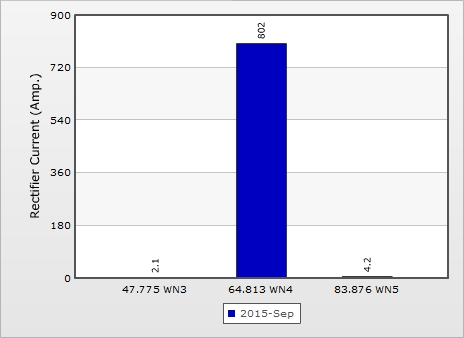 900
720
540
360
180
0
Rectifier Current (Amp.)
2.1
802
4.2
47.775 WN3
64.813 WN4
83.876 WN5
2015-Sep